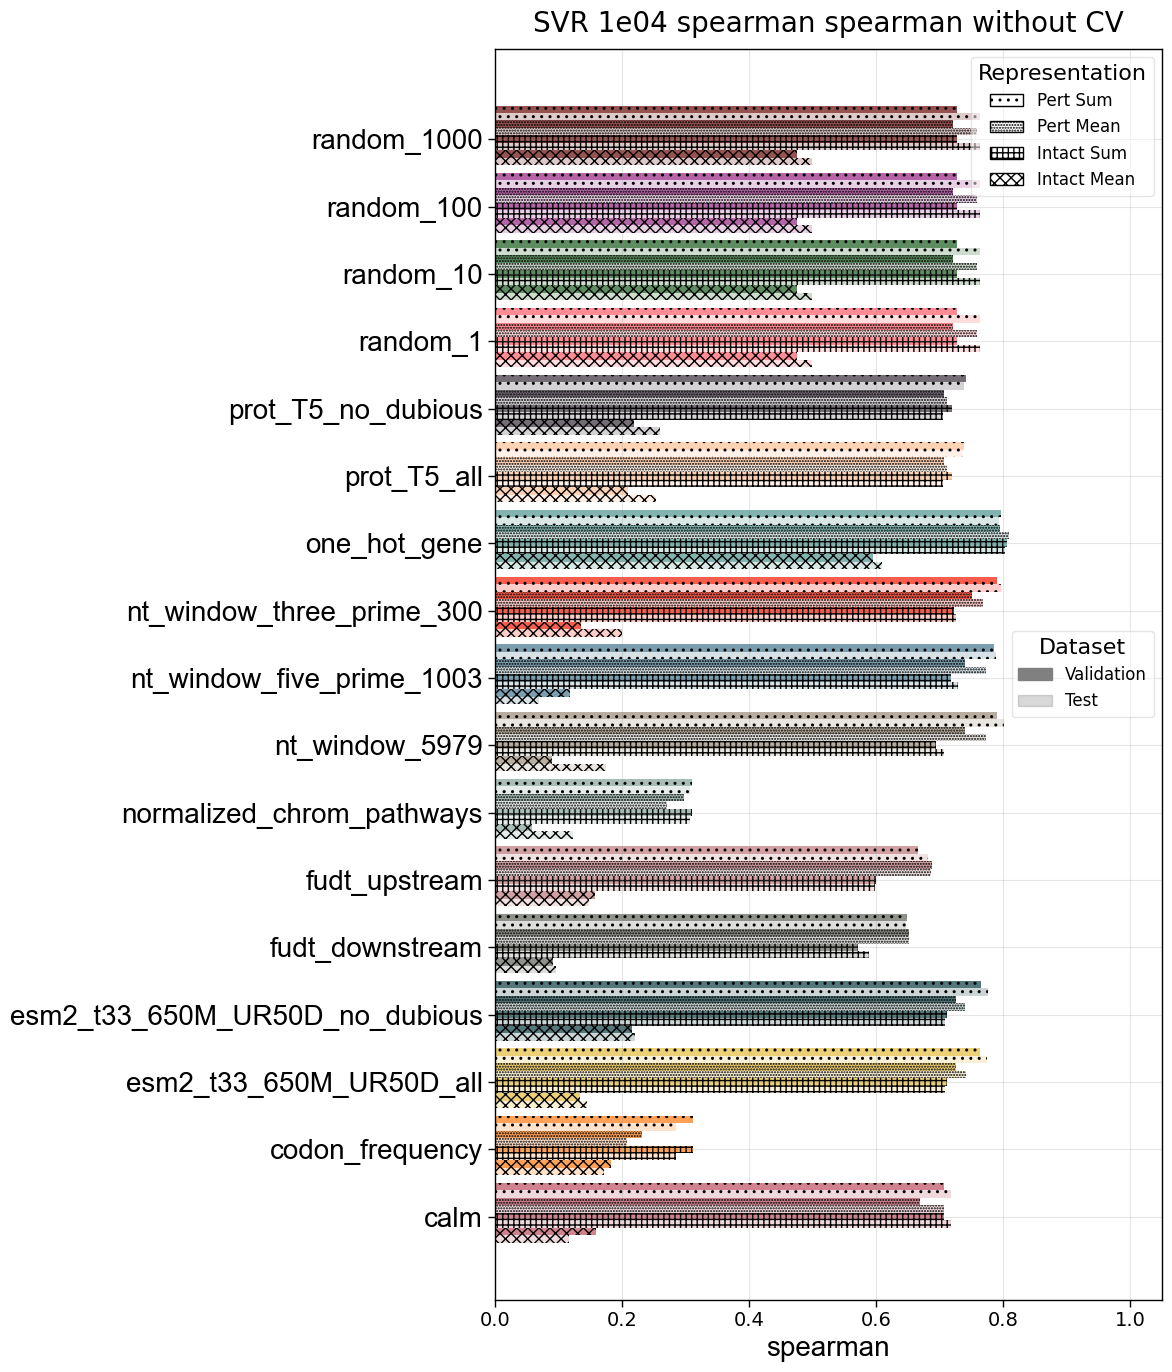 SVR 1e04 spearman spearman without CV
Representation
Pert Sum
Pert Mean
Intact Sum
Intact Mean
random_1000
random_100
random_10
random_1
prot_T5_no_dubious
prot_T5_all
one_hot_gene
nt_window_three_prime_300
nt_window_five_prime_1003
nt_window_5979
normalized_chrom_pathways
fudt_upstream
fudt_downstream
esm2_t33_650M_UR50D_no_dubious
esm2_t33_650M_UR50D_all
codon_frequency
calm
Dataset
Validation
Test
0.0 0.2 0.4 0.6 0.8 1.0
spearman